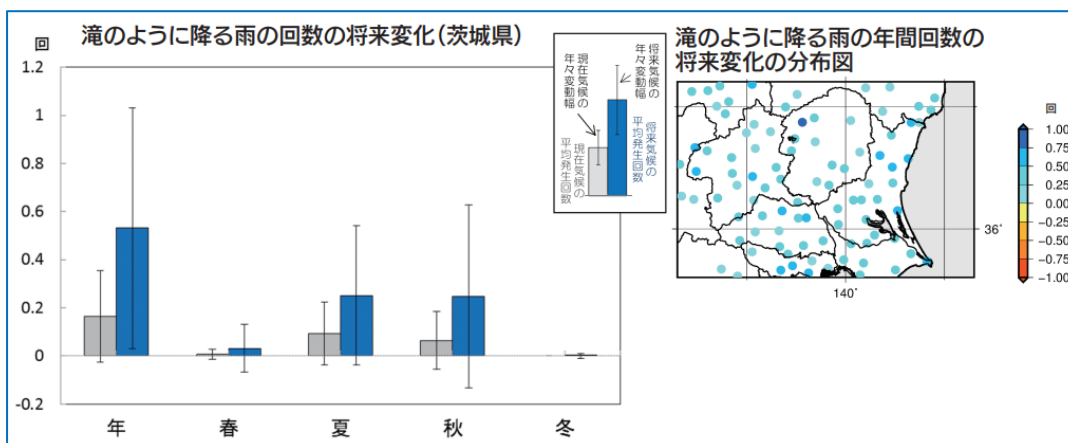 滝のように降る雨の回数の将来変化（茨城県）
回
1.2
1
0.8
0.6
0.4
0.2
0
-0.2
年
春
夏
秋
冬
現在気候の
年々変動幅
将来気候の
年々変動幅
現在気候の
平均発生回数
将来気候の
平均発生回数
滝のように降る雨の年間回数の
将来変化の分布図
36°
140°
回
1.00
0.75
0.50
0.25
0.00
-0.25
-0.50
-0.75
-1.00